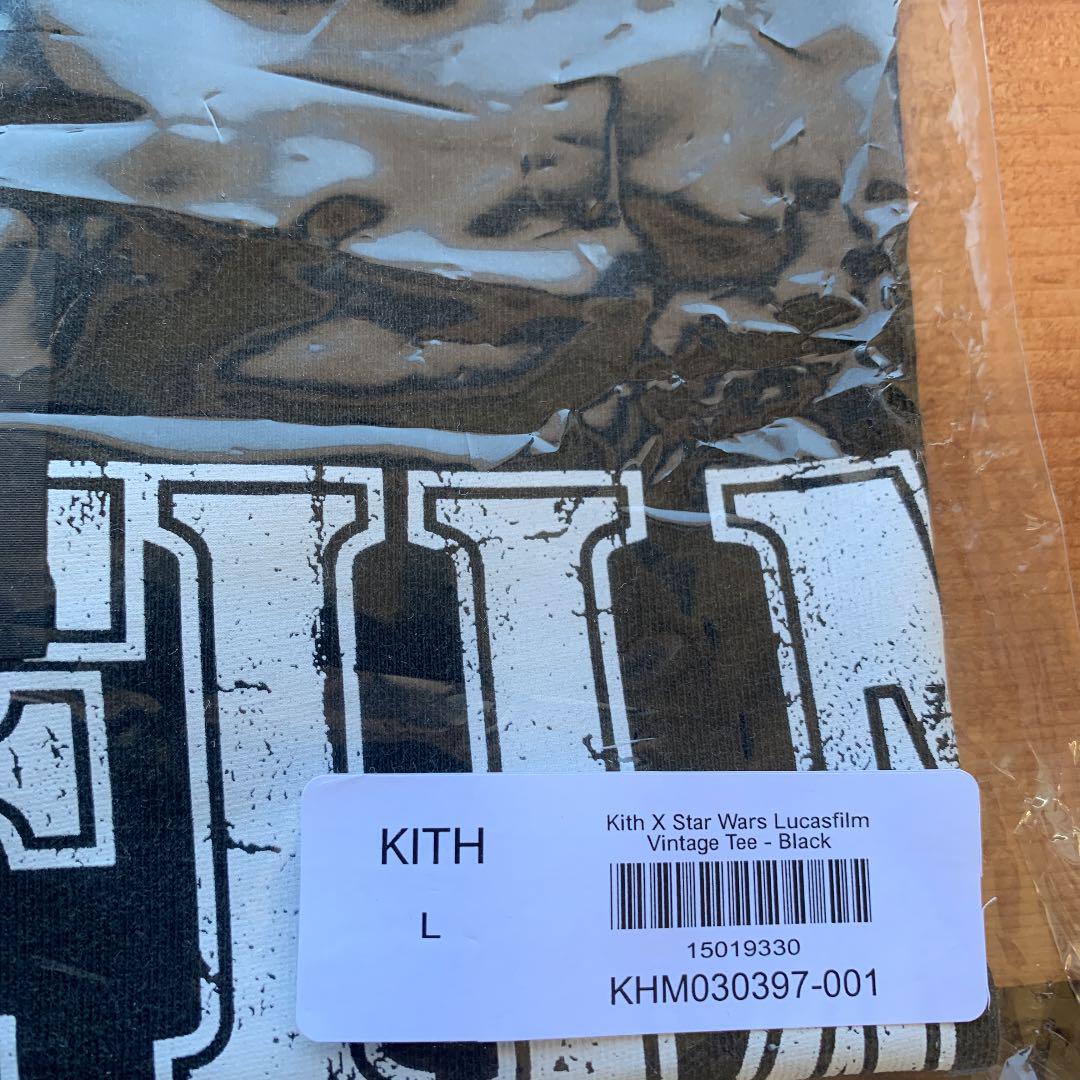 KITH
L
Kith X Star Wars Lucasfilm
Vintage Tee - Black
15019330
KHM030397-001